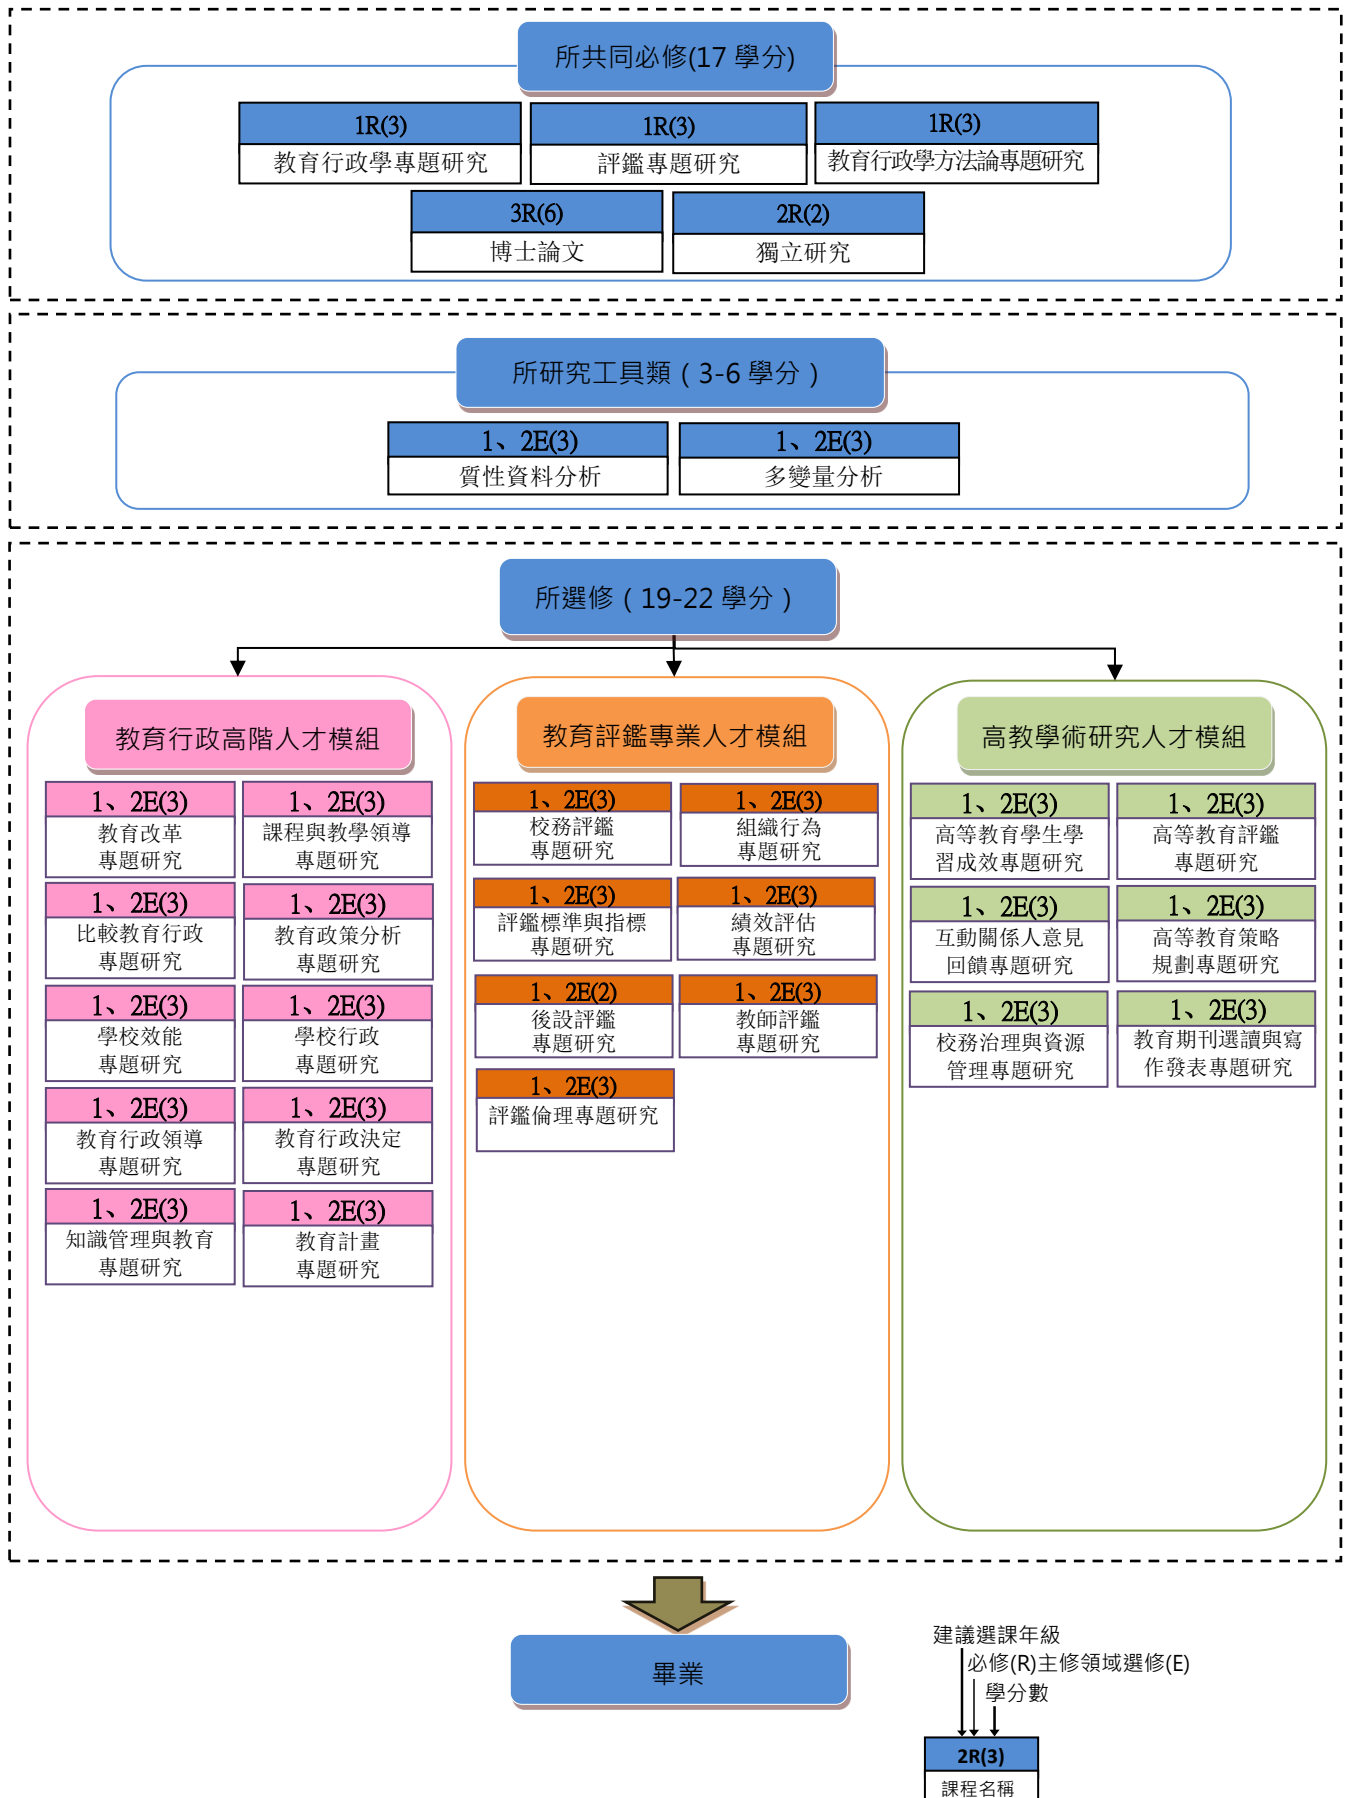 所共同必修(17 學分)
1R(3)
教育行政學專題研究
1R(3)
評鑑專題研究
1R(3)
教育行政學方法論專題研究
3R(6)
博士論文
2R(2)
獨立研究
所研究工具類（3-6 學分）
1、2E(3)
質性資料分析
1、2E(3)
多變量分析
所選修（19-22 學分）
教育行政高階人才模組
1、2E(3)
教育改革
專題研究
1、2E(3)
課程與教學領導
專題研究
1、2E(3)
比較教育行政
專題研究
1、2E(3)
教育政策分析
專題研究
1、2E(3)
學校效能
專題研究
1、2E(3)
學校行政
專題研究
1、2E(3)
教育行政領導
專題研究
1、2E(3)
教育行政決定
專題研究
1、2E(3)
知識管理與教育
專題研究
1、2E(3)
教育計畫
專題研究
教育評鑑專業人才模組
1、2E(3)
校務評鑑
專題研究
1、2E(3)
組織行為
專題研究
1、2E(3)
評鑑標準與指標
專題研究
1、2E(3)
績效評估
專題研究
1、2E(2)
後設評鑑
專題研究
1、2E(3)
教師評鑑
專題研究
1、2E(3)
評鑑倫理專題研究
高教學術研究人才模組
1、2E(3)
高等教育學生學
習成效專題研究
1、2E(3)
高等教育評鑑
專題研究
1、2E(3)
互動關係人意見
回饋專題研究
1、2E(3)
高等教育策略
規劃專題研究
1、2E(3)
校務治理與資源
管理專題研究
1、2E(3)
教育期刊選讀與寫
作發表專題研究
畢業
建議選課年級
必修(R)主修領域選修(E)
學分數
2R(3)
課程名稱